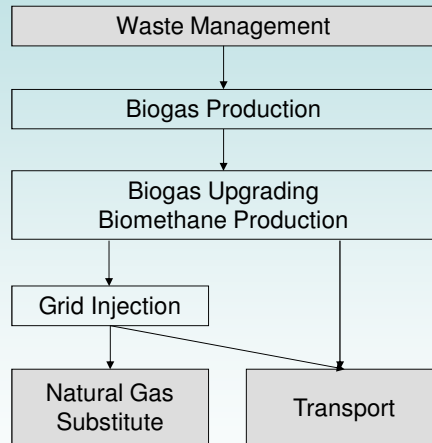 Waste Management
Biogas Production
Biogas Upgrading
Biomethane Production
Grid Injection
Natural Gas
Substitute
Transport